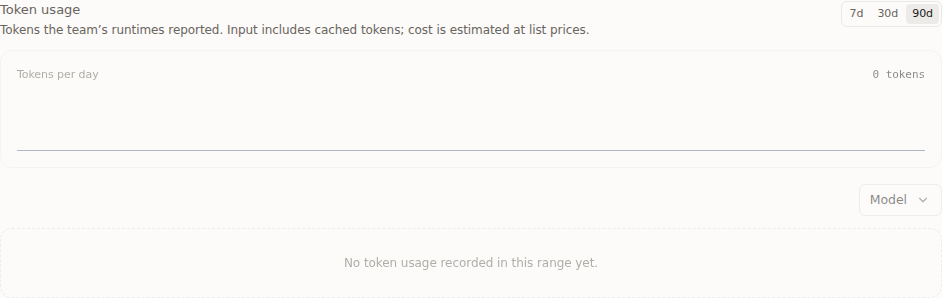 Token usage
7d 30d 90d
Tokens the team’s runtimes reported. Input includes cached tokens; cost is estimated at list prices.
Tokens per day
0 tokens
Model
No token usage recorded in this range yet.